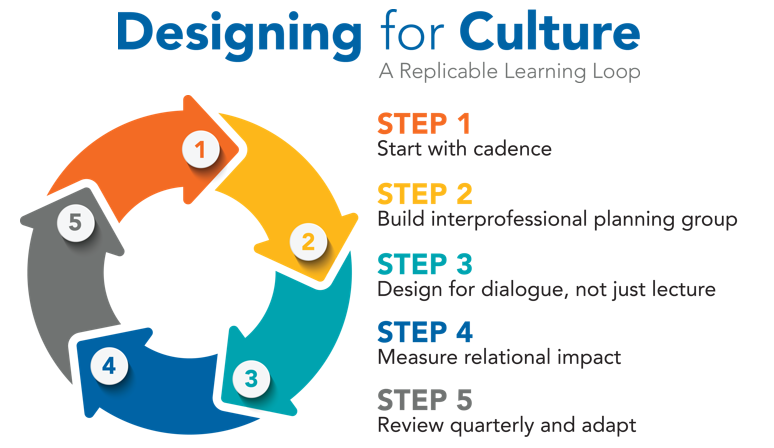 Designing for Culture
A Replicable Learning Loop
1
2
3
4
5
STEP 1
Start with cadence
STEP 2
Build interprofessional planning group
STEP 3
Design for dialogue, not just lecture
STEP 4
Measure relational impact
STEP 5
Review quarterly and adapt